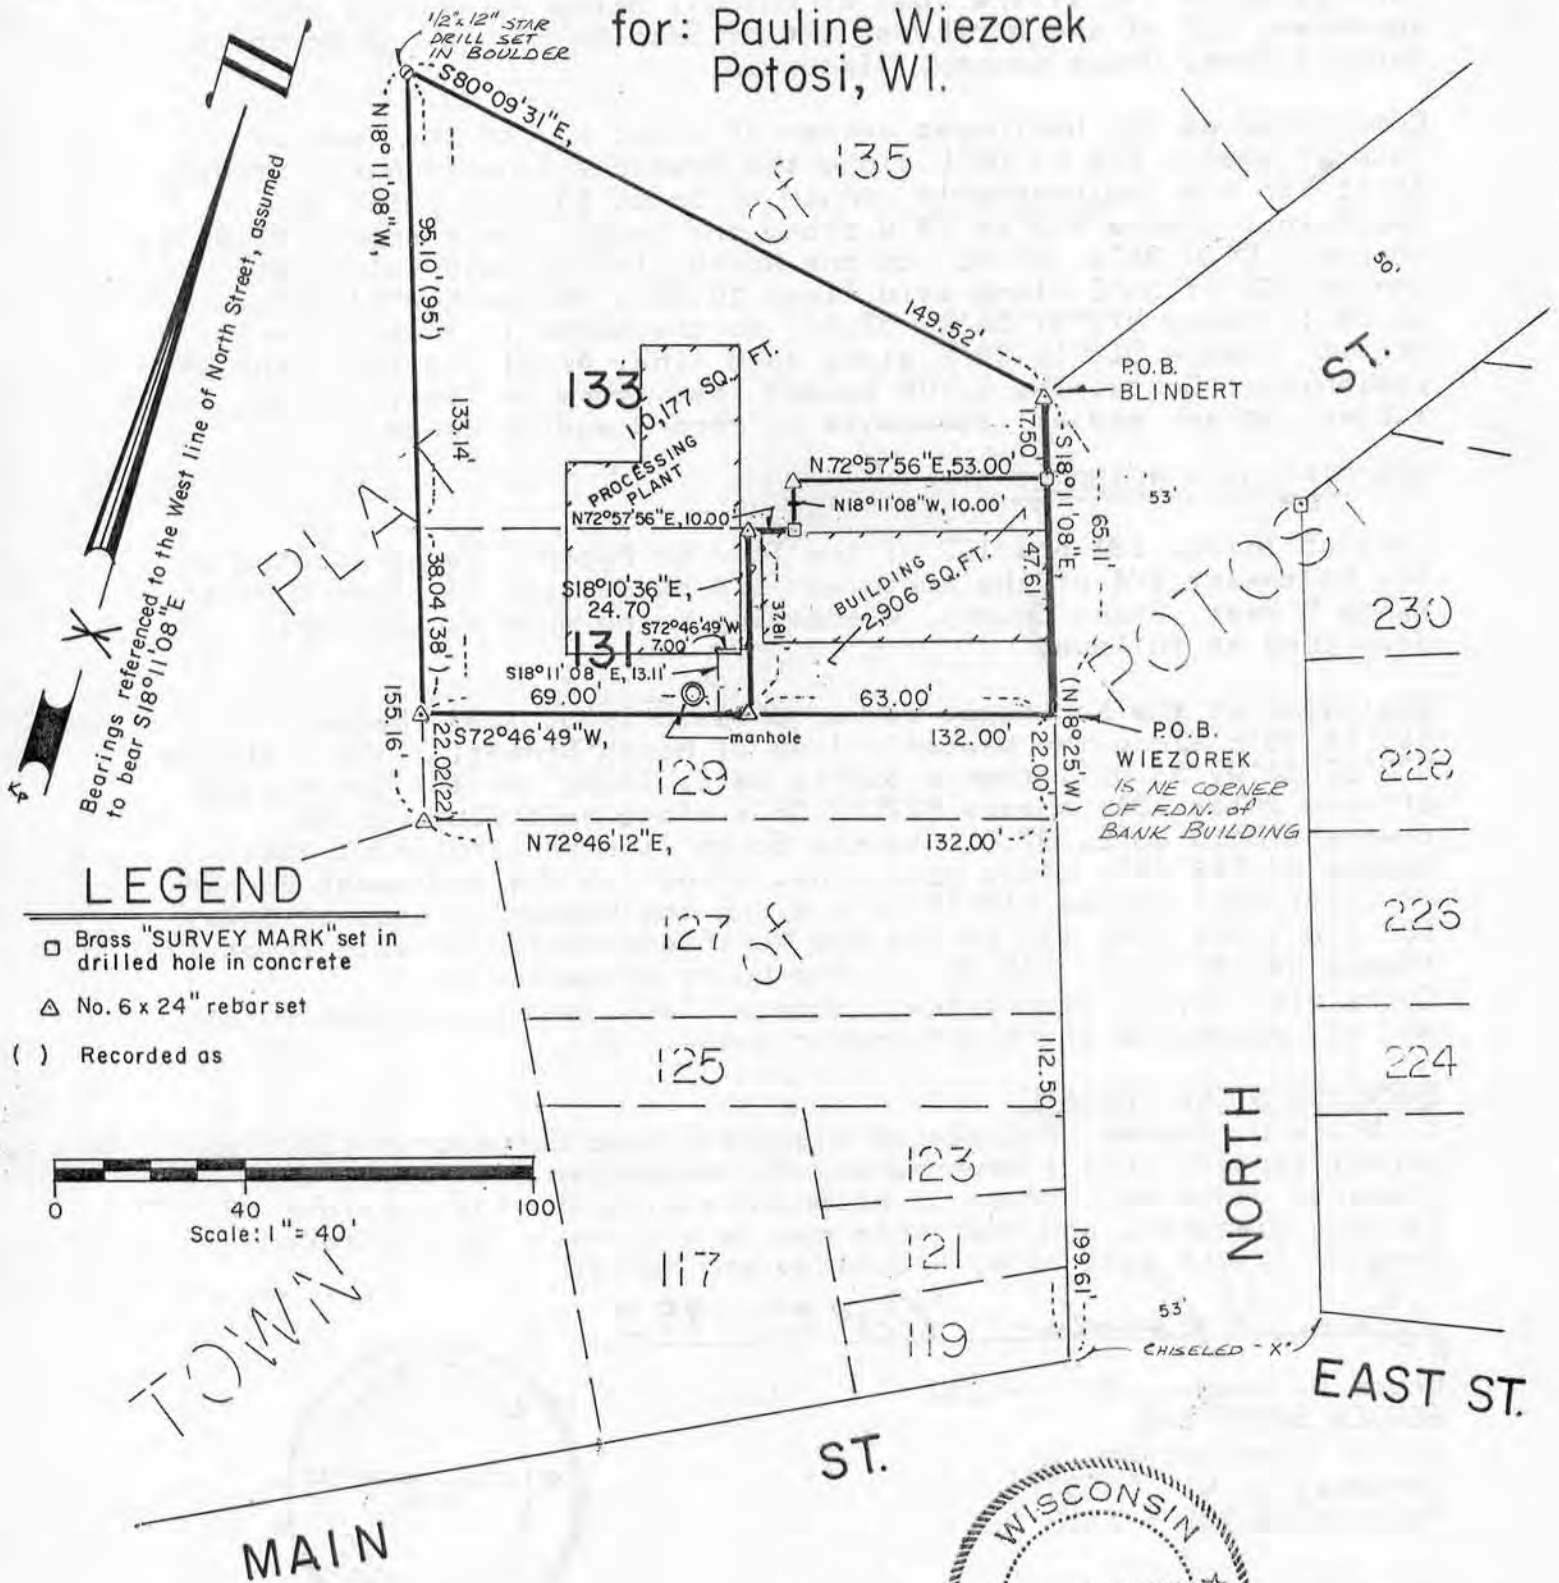 for: Pauline Wiezorek
Potosi, WI.
1/2"x12" STAR
DRILL SET
IN BOULDER
S80°09'31"E,
149.52'
N18°11'08"W,
95.10' (95')
133.14'
38.04 (38')
155.16'
22.02(22')
135
OT
50'
ST.
P.O.B.
BLINDERT
17.50'
S18°11'08"E,
65.11'
53'
47.61'
133
10,177 SQ. FT.
PROCESSING
PLANT
N72°57'56"E,53.00'
N18°11'08"W, 10.00'
N72°57'56"E, 10.00
S18°10'36"E,
24.70'
S72°46'49"W
7.00'
37.81
BUILDING
2,906 SQ.FT.
131
S18°11'08"E, 13.11'
69.00'
63.00'
S72°46'49"W,
manhole
132.00'
22.00'
(N18°25'W)
P.O.B.
WIEZOREK
IS NE CORNER
OF FDN. of
BANK BUILDING
129
N72°46'12"E,
132.00'
Bearings referenced to the West line of North Street, assumed
to bear S18°11'08"E
PLAT
POTOSI
230
228
226
224
LEGEND
Brass "SURVEY MARK" set in
drilled hole in concrete
No. 6 x 24" rebar set
( ) Recorded as
127
of
125
112.50
123
121
119
117
199.61'
NORTH
53'
CHISELED "X"
0 40 100
Scale: 1" = 40'
TOWN
EAST ST.
ST.
MAIN
WISCONSIN